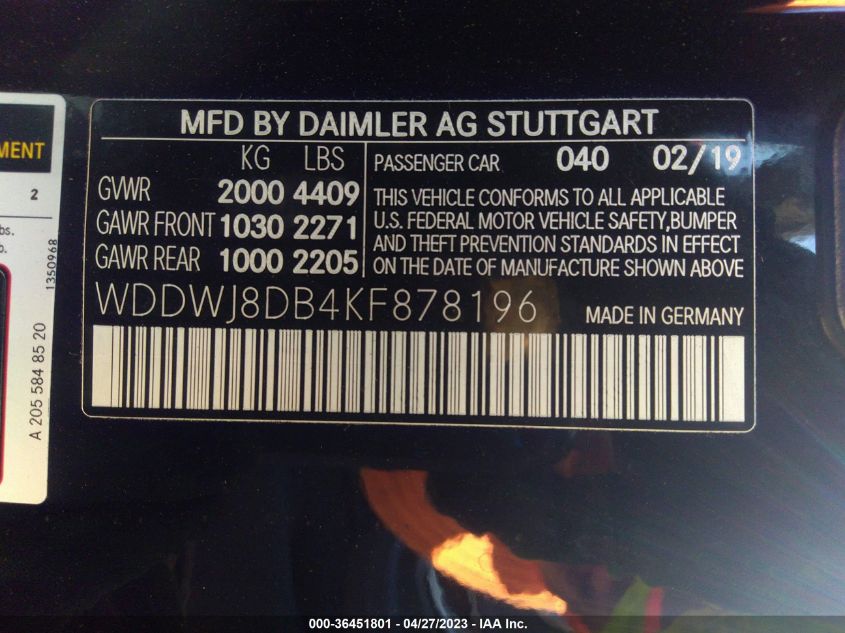 MENT
2
lbs.
b.
1350968
A 205 584 85 20
MFD BY DAIMLER AG STUTTGART
KG LBS
GVWR 2000 4409
GAWR FRONT 1030 2271
GAWR REAR 1000 2205
PASSENGER CAR 040 02/19
THIS VEHICLE CONFORMS TO ALL APPLICABLE
U.S. FEDERAL MOTOR VEHICLE SAFETY,BUMPER
AND THEFT PREVENTION STANDARDS IN EFFECT
ON THE DATE OF MANUFACTURE SHOWN ABOVE
WDDWJ8DB4KF878196 MADE IN GERMANY
000-36451801 / 04/27/2023 - IAA Inc.